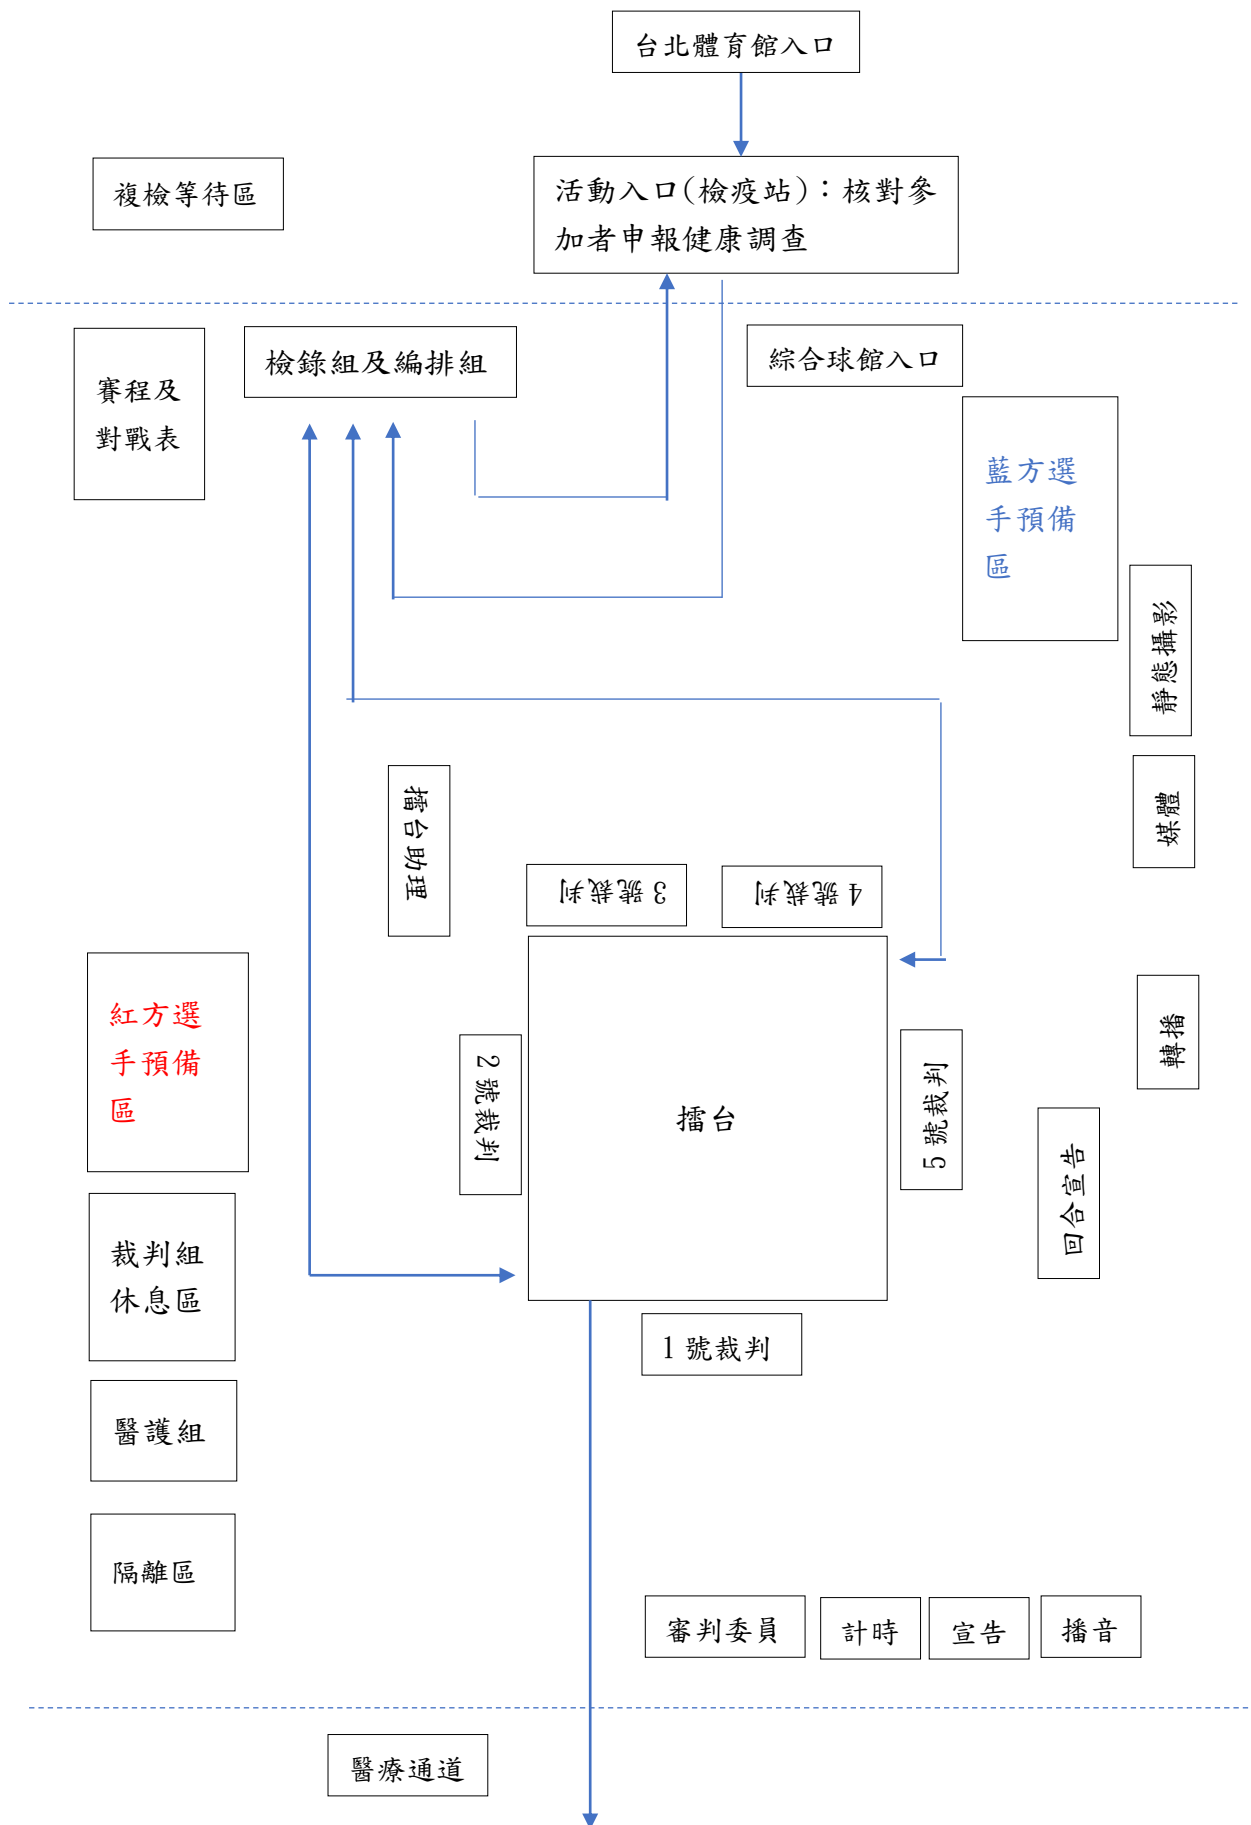 台北體育館入口
複檢等待區
活動入口(檢疫站)：核對參
加者申報健康調查
賽程及
對戰表
檢錄組及編排組
綜合球館入口
藍方選
手預備
區
靜態攝影
媒體
擂台助理
3 號裁判
4 號裁判
紅方選
手預備
區
2 號裁判
擂台
5 號裁判
轉播
回合宣告
裁判組
休息區
1 號裁判
醫護組
隔離區
審判委員
計時
宣告
播音
醫療通道